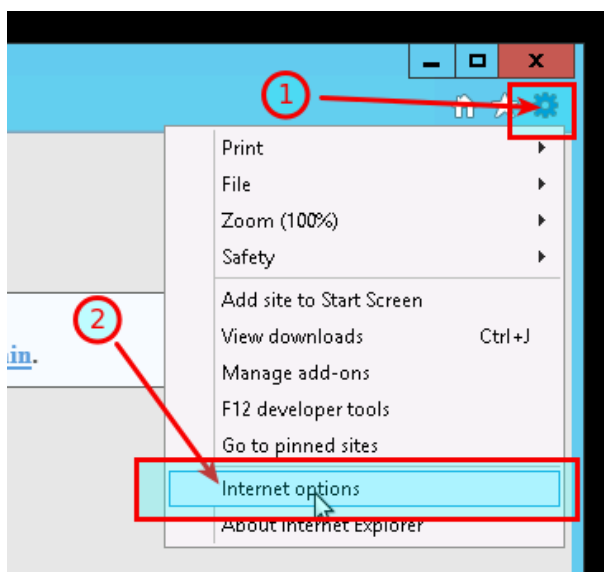 x
1
Print
File
Zoom (100%)
Safety
Add site to Start Screen
2
View downloads Ctrl+J
in.
Manage add-ons
F12 developer tools
Go to pinned sites
Internet options
About Internet Explorer